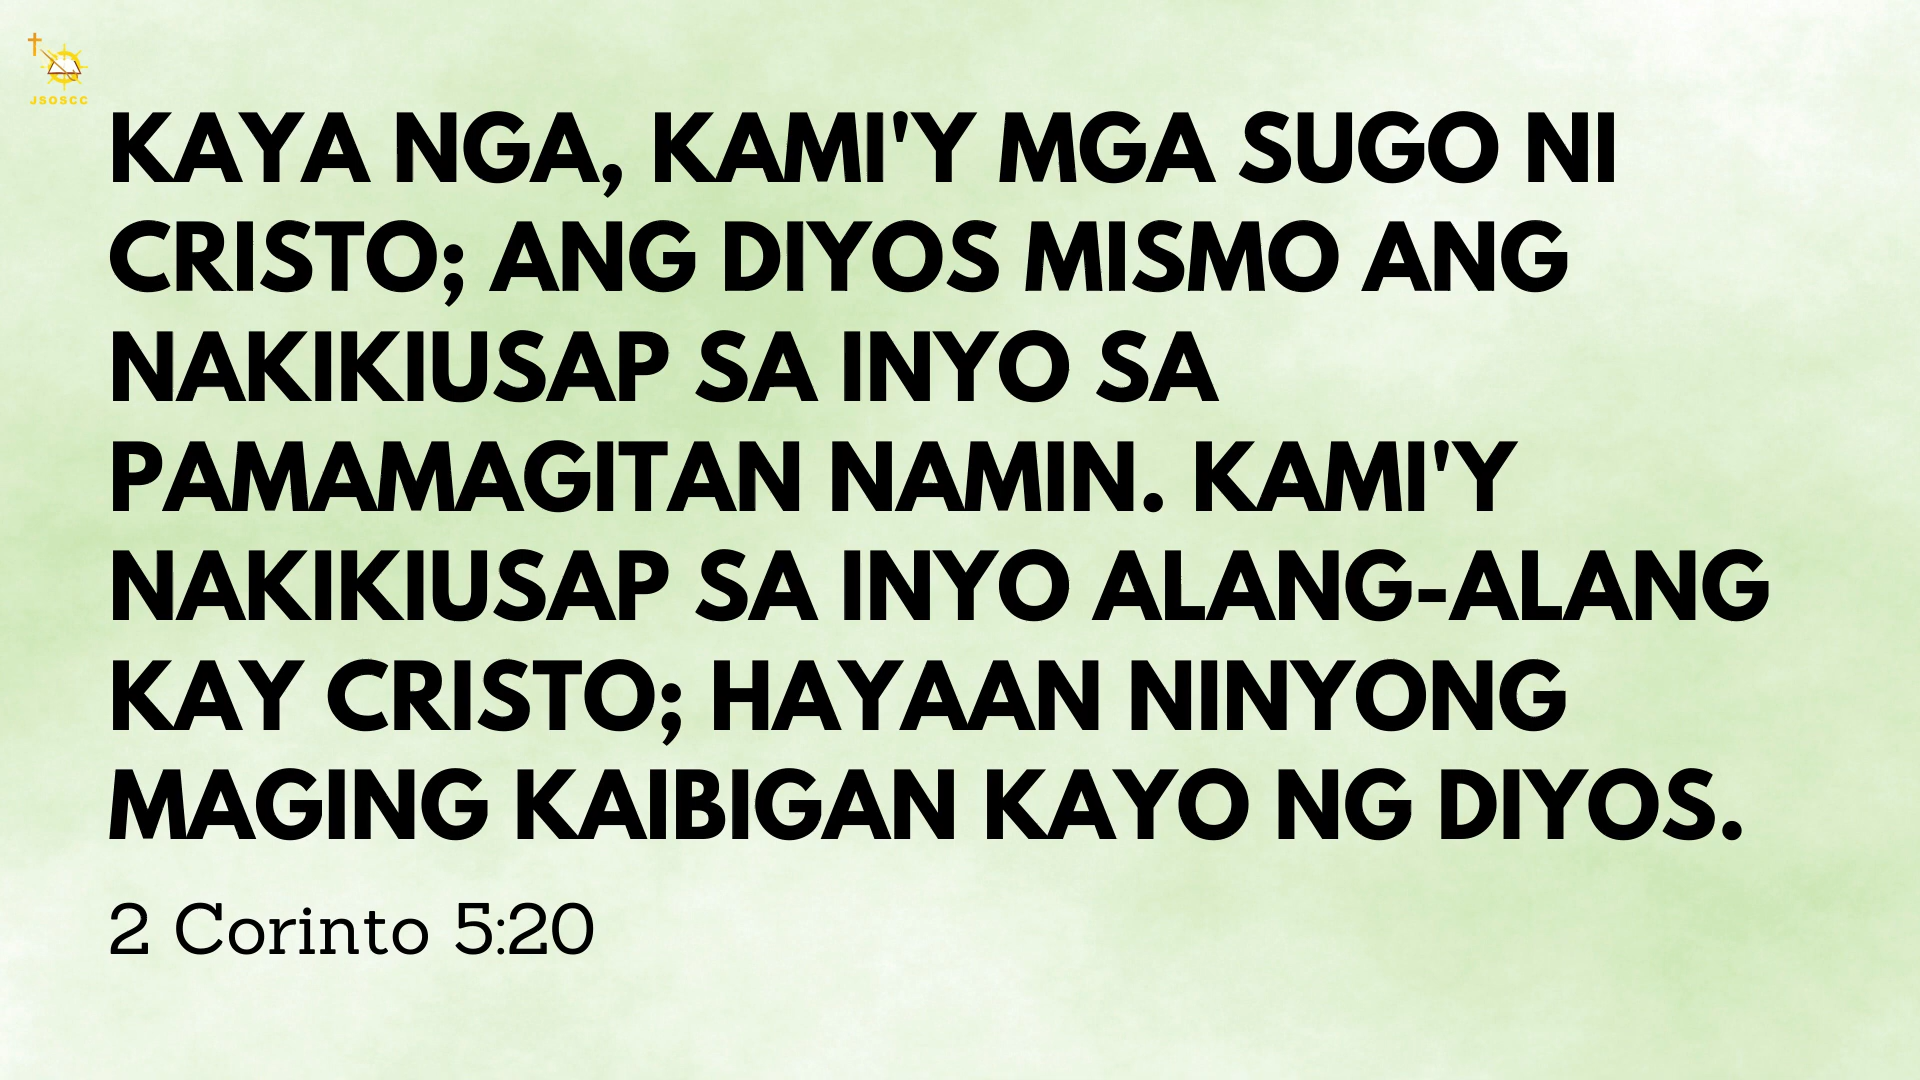 JSOSCC
KAYA NGA, KAMI'Y MGA SUGO NI
CRISTO; ANG DIYOS MISMO ANG
NAKIKIUSAP SA INYO SA
PAMAMAGITAN NAMIN. KAMI'Y
NAKIKIUSAP SA INYO ALANG-ALANG
KAY CRISTO; HAYAAN NINYONG
MAGING KAIBIGAN KAYO NG DIYOS.
2 Corinto 5:20